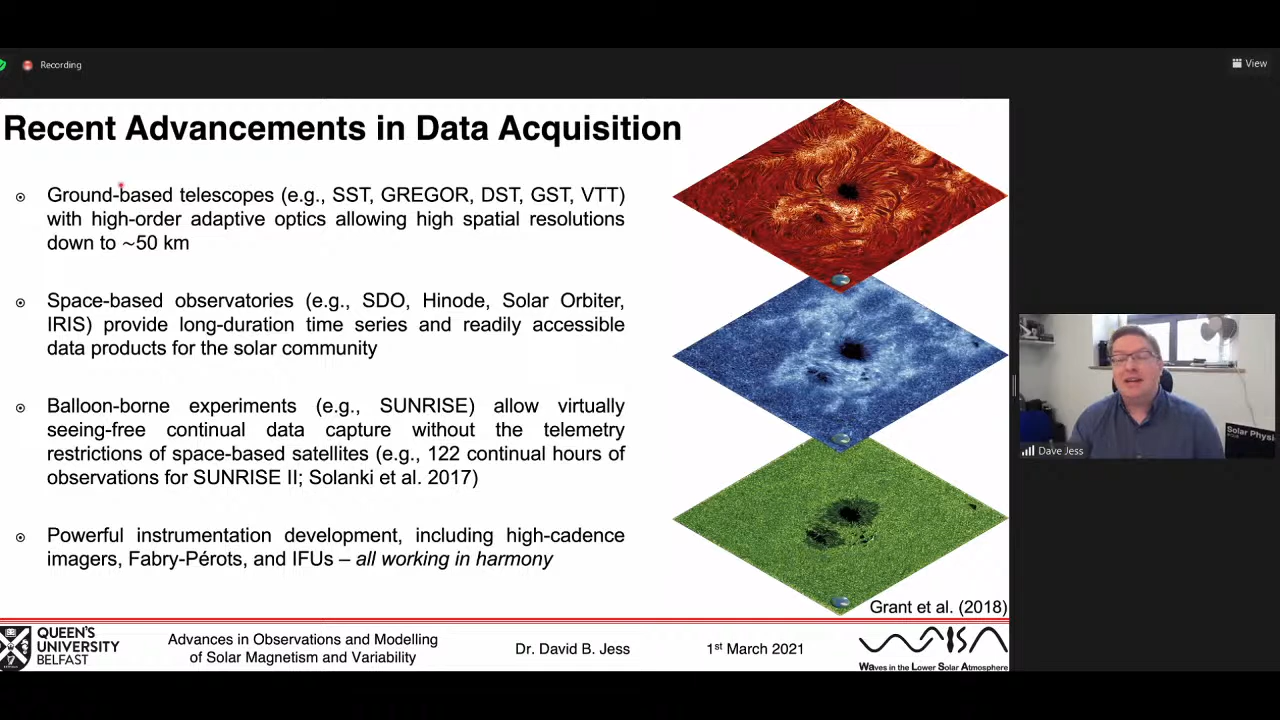 Recording
View
Recent Advancements in Data Acquisition
Ground-based telescopes (e.g., SST, GREGOR, DST, GST, VTT)
with high-order adaptive optics allowing high spatial resolutions
down to ~50 km
Space-based observatories (e.g., SDO, Hinode, Solar Orbiter,
IRIS) provide long-duration time series and readily accessible
data products for the solar community
Balloon-borne experiments (e.g., SUNRISE) allow virtually
seeing-free continual data capture without the telemetry
restrictions of space-based satellites (e.g., 122 continual hours of
observations for SUNRISE II; Solanki et al. 2017)
Powerful instrumentation development, including high-cadence
imagers, Fabry-Pérots, and IFUs – all working in harmony
Grant et al. (2018)
Solar Physi
Dave Jess
QUEEN'S
UNIVERSITY
BELFAST
Advances in Observations and Modelling
of Solar Magnetism and Variability
Dr. David B. Jess
1st March 2021
WaLSA
Waves in the Lower Solar Atmosphere